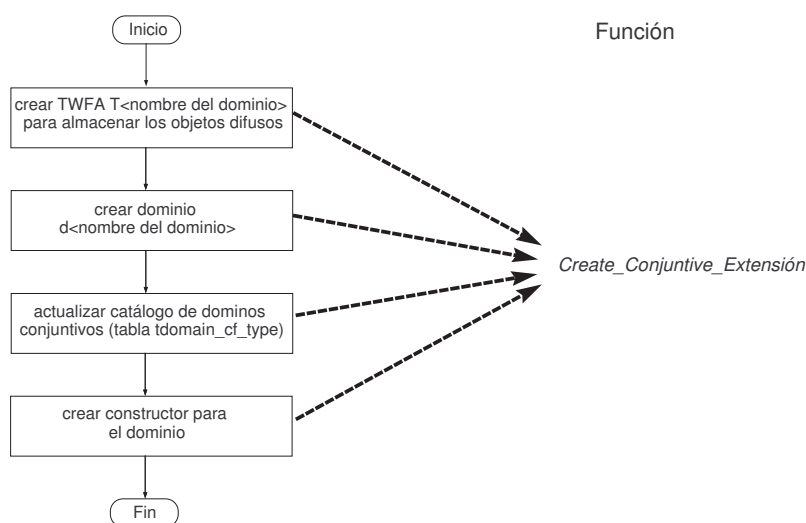 Inicio
Función
crear TWFA T<nombre del dominio>
para almacenar los objetos difusos
crear dominio
d<nombre del dominio>
Create_Conjuntive_Extensión
actualizar catálogo de dominos
conjuntivos (tabla tdomain_cf_type)
crear constructor para
el dominio
Fin